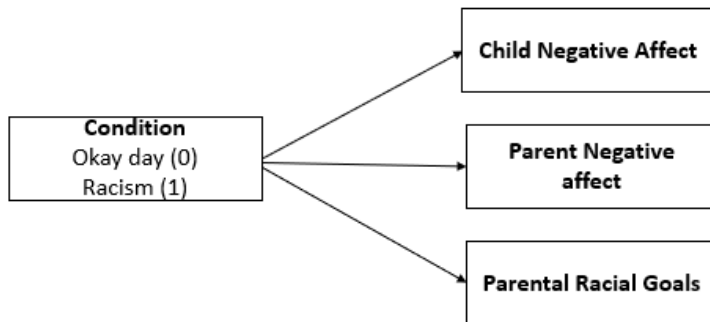 Child Negative Affect
Condition
Okay day (0)
Racism (1)
Parent Negative
affect
Parental Racial Goals